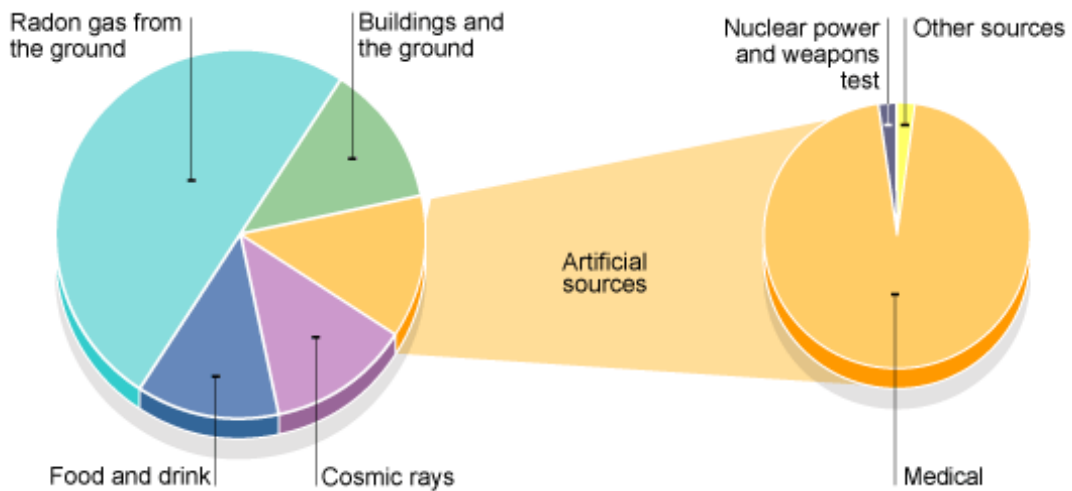 Radon gas from
the ground
Buildings and
the ground
Nuclear power
and weapons
test
Other sources
Artificial
sources
Food and drink
Cosmic rays
Medical